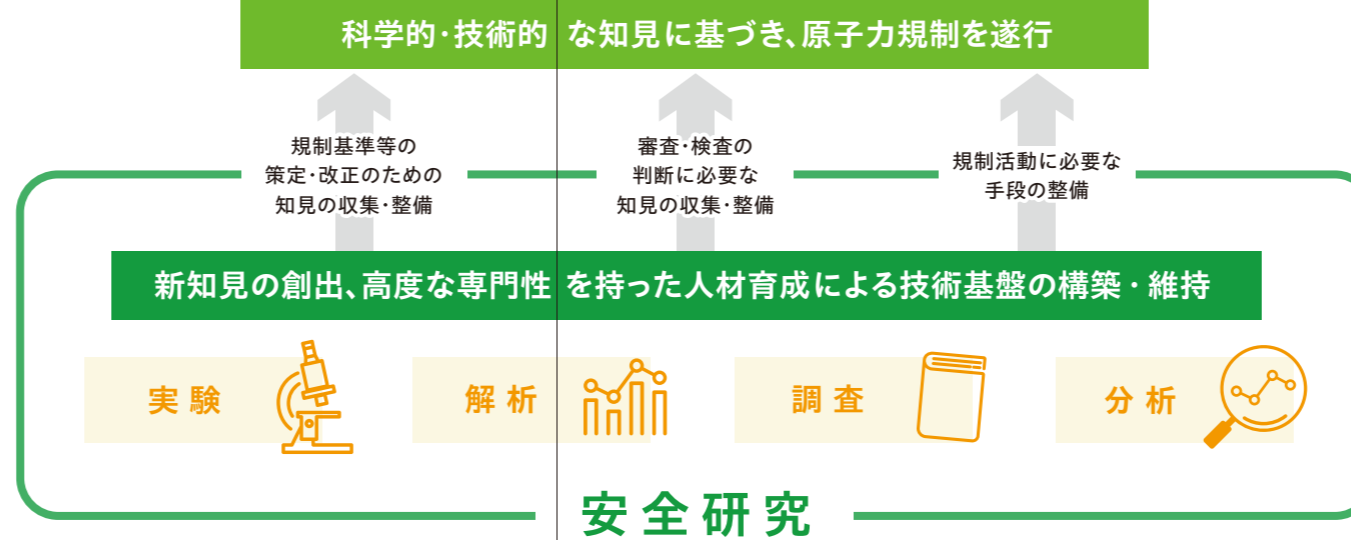 科学的・技術的な知見に基づき、原子力規制を遂行
規制基準等の
策定・改正のための
知見の収集・整備
審査・検査の
判断に必要な
知見の収集・整備
規制活動に必要な
手段の整備
新知見の創出、高度な専門性を持った人材育成による技術基盤の構築・維持
実験
解析
調査
分析
安全研究